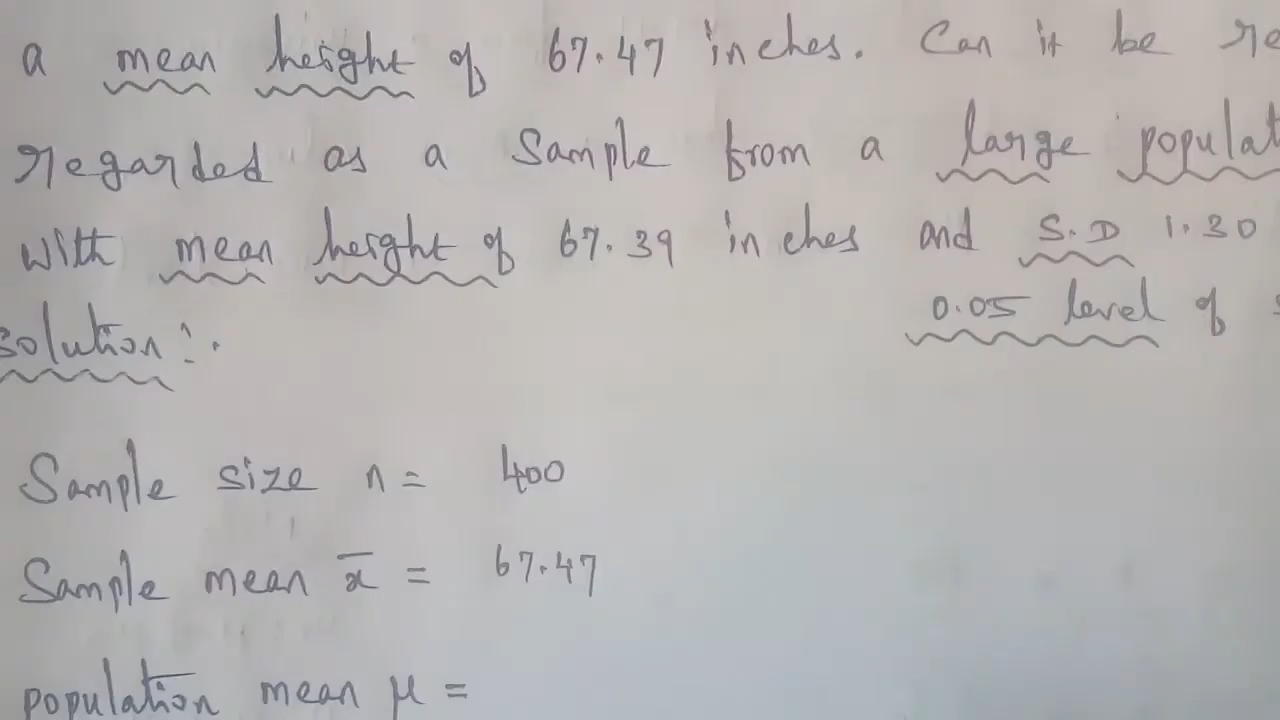 a mean height of 67.47 inches. Can it be re
regarded as a sample from a large populat
with mean height of 67.39 inches and S.D 1.30
0.05 level of
Solution:.
Sample size n = 400
Sample mean x̄ = 67.47
population mean μ =